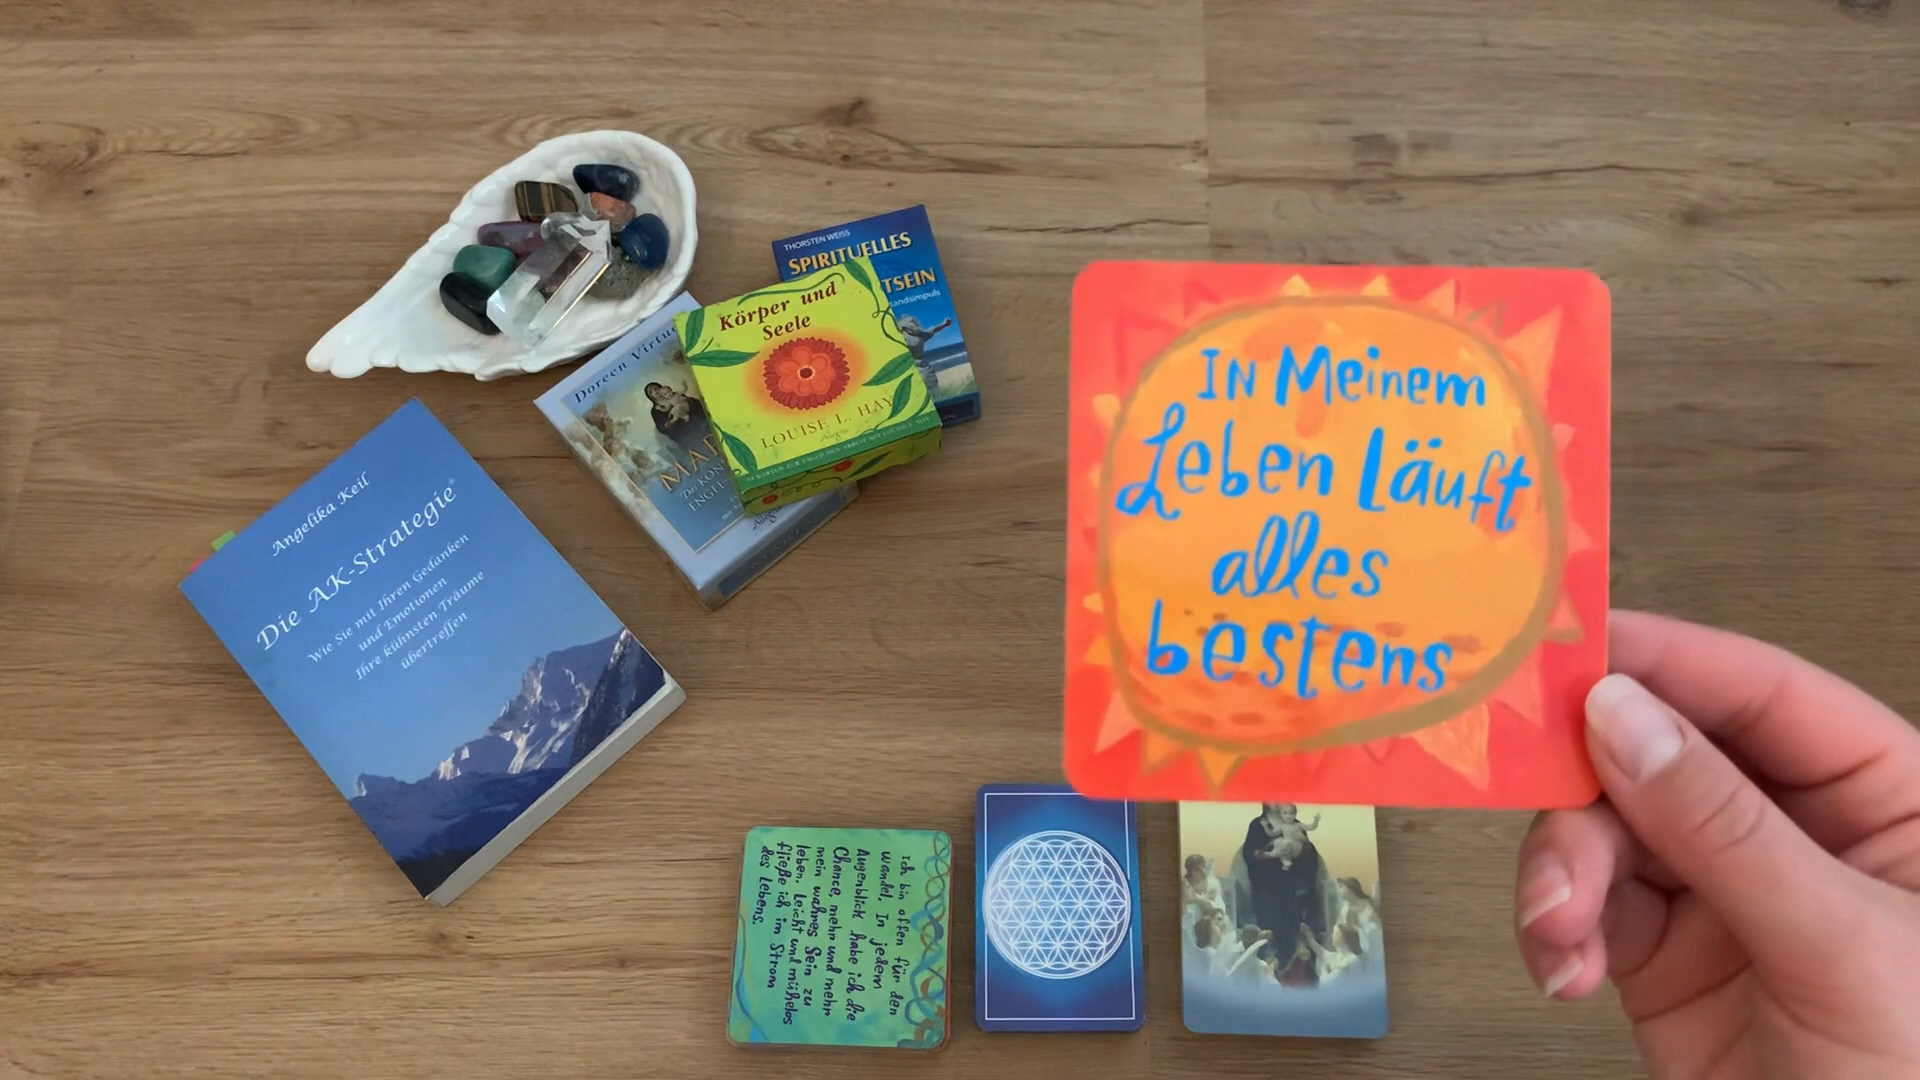 THORSTEN WEISS
SPIRITUELLES
Doreen
Körper und
Seele
LOUISE L. HAY
Allegria
Angelika Keil
Die AK-Strategie®
Wie Sie mit Ihren Gedanken
und Emotionen
Ihre kühnsten Träume
übertreffen
IN Meinem
Leben Läuft
alles
bestens
Ich bin offen für den
wandel. In jedem
Augenblick habe ich die
Chance, mehr und mehr
mein wahres Sein zu
leben. Leicht und mühelos
fließe ich im Strom
des Lebens.